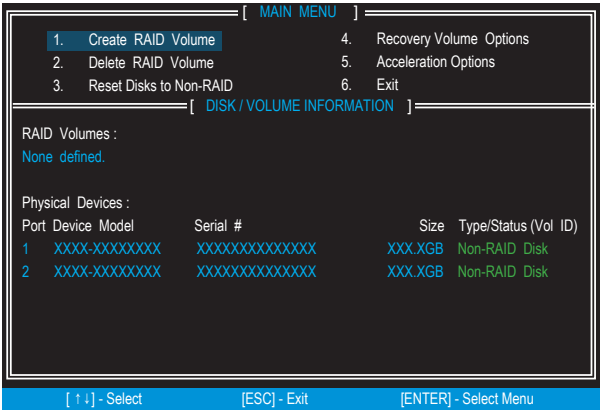 [ MAIN MENU ]
1. Create RAID Volume 4. Recovery Volume Options
2. Delete RAID Volume 5. Acceleration Options
3. Reset Disks to Non-RAID 6. Exit
[ DISK / VOLUME INFORMATION ]
RAID Volumes :
None defined.
Physical Devices :
Port Device Model Serial # Size Type/Status (Vol ID)
1 XXXX-XXXXXXXX XXXXXXXXXXXXXX XXX.XGB Non-RAID Disk
2 XXXX-XXXXXXXX XXXXXXXXXXXXXX XXX.XGB Non-RAID Disk
[ ↑↓] - Select [ESC] - Exit [ENTER] - Select Menu